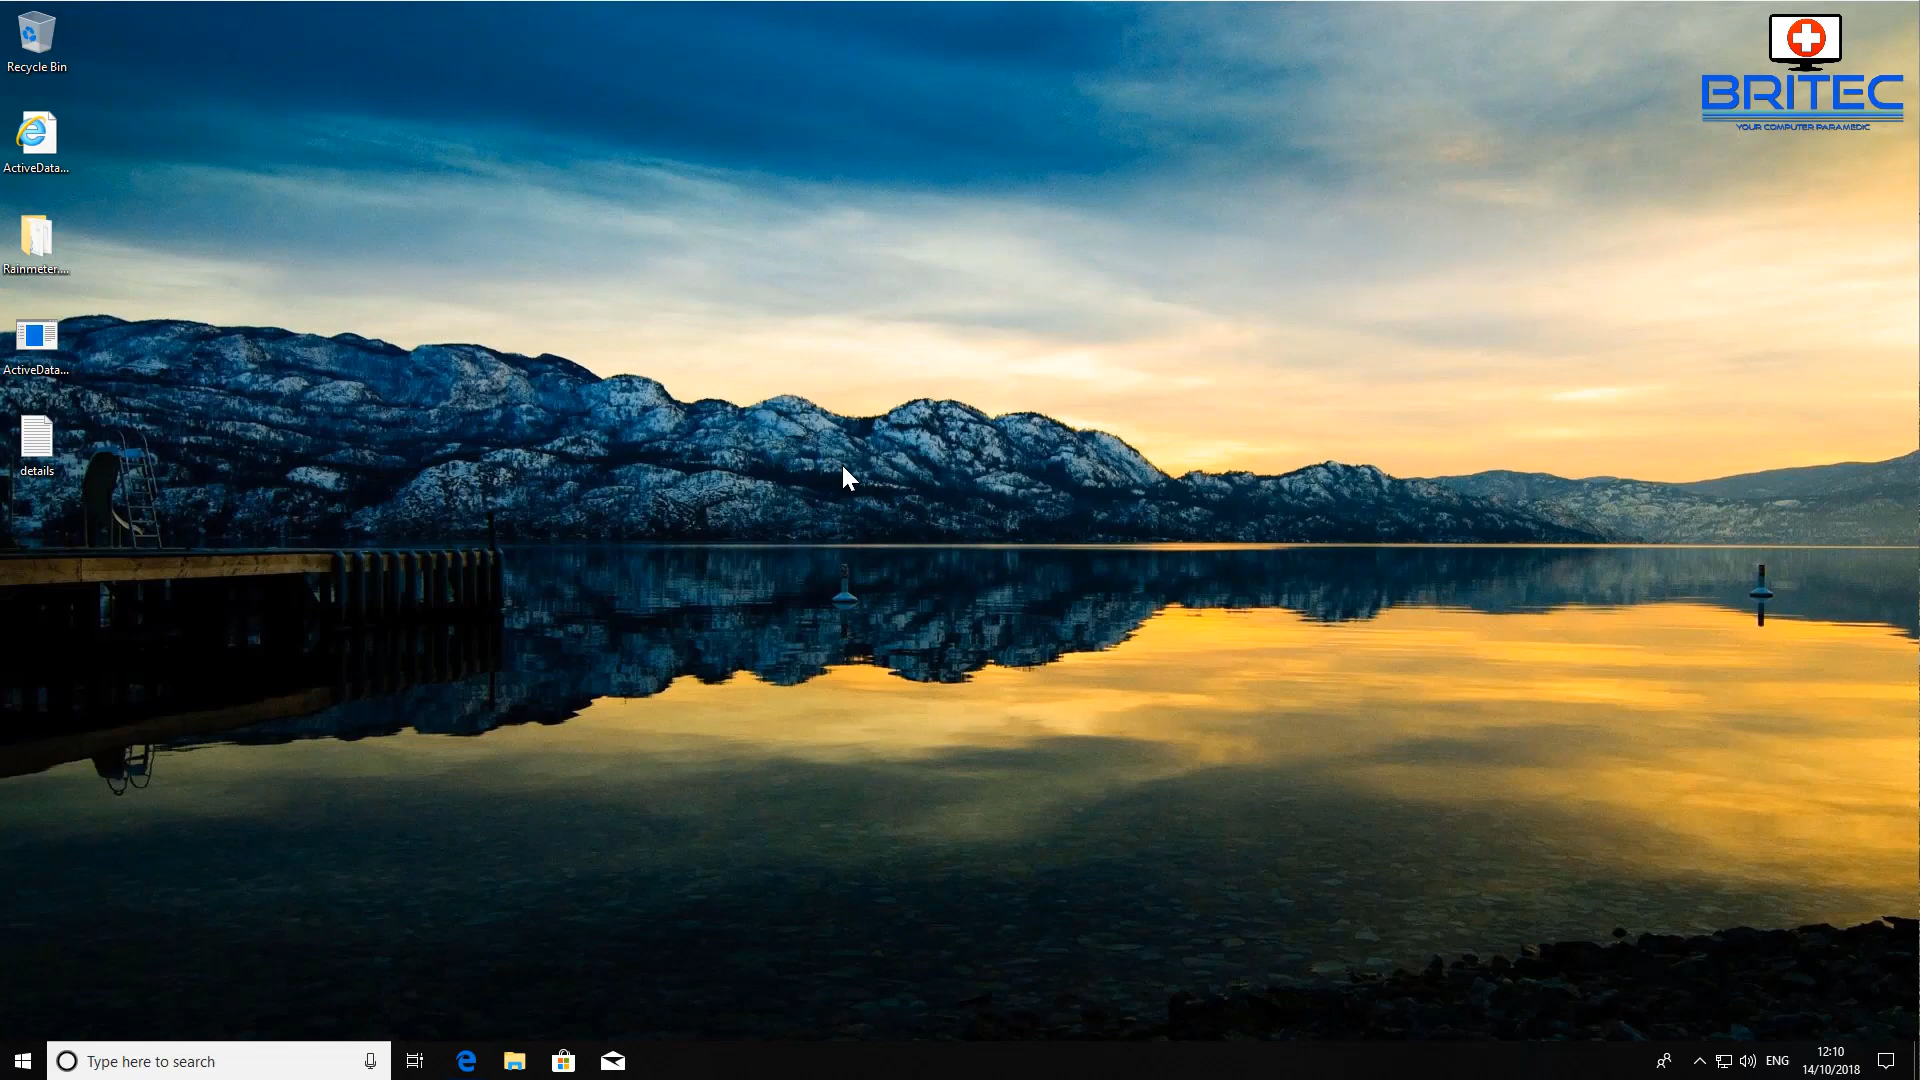 Recycle Bin
ActiveData...
Rainmeter....
ActiveData...
details
BRITEC
YOUR COMPUTER PARAMEDIC
Type here to search
ENG
12:10
14/10/2018